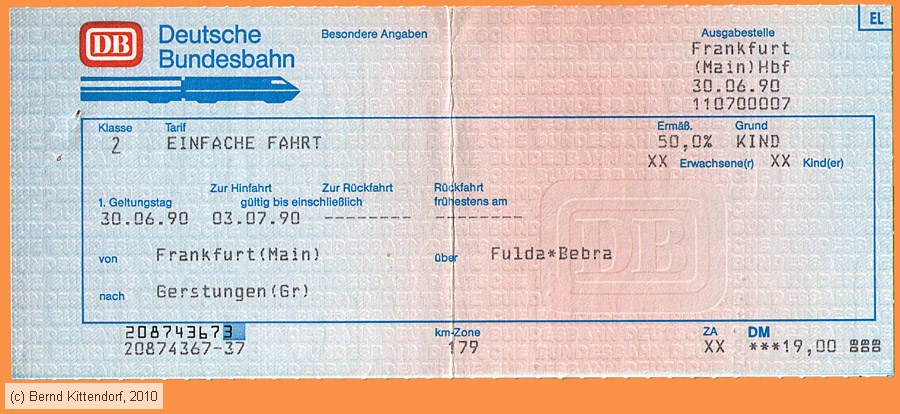 EL
DB Deutsche Bundesbahn
Besondere Angaben
Ausgabestelle
Frankfurt
(Main)Hbf
30.06.90
110700007
Klasse Tarif Ermäß. Grund
2 EINFACHE FAHRT 50,0% KIND
XX Erwachsene(r) XX Kind(er)
Zur Hinfahrt Zur Rückfahrt Rückfahrt
1. Geltungstag gültig bis einschließlich frühestens am
30.06.90 03.07.90 -------- --------
von Frankfurt(Main) über Fulda*Bebra
nach Gerstungen(Gr)
DB
208743673 km-Zone ZA DM
20874367-37 179 XX ***19,00
(c) Bernd Kittendorf, 2010